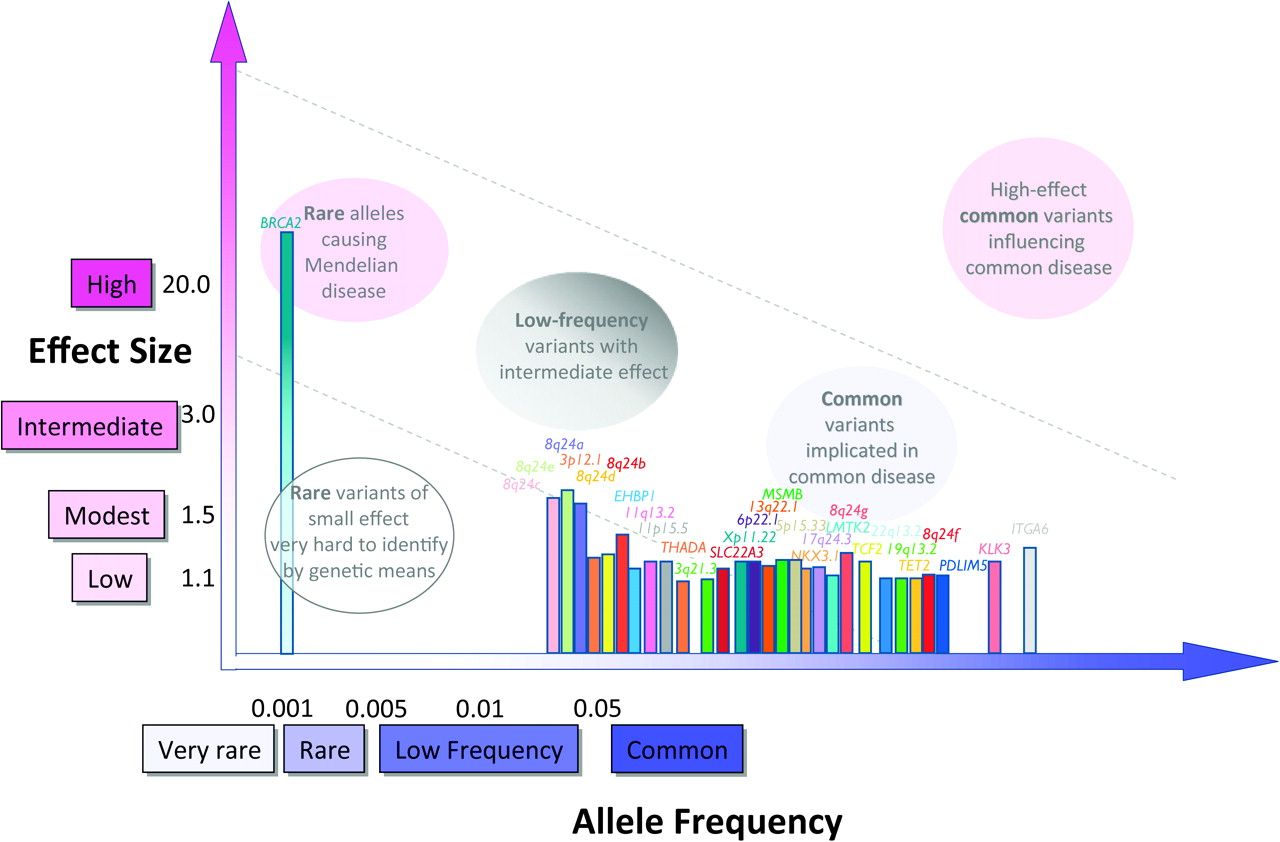 BRCA2
Rare alleles
causing
Mendelian
disease
High-effect
common variants
influencing
common disease
High
20.0
Effect Size
Low-frequency
variants with
intermediate effect
Intermediate
3.0
Common
variants
implicated in
common disease
8q24a
3p12.1
8q24b
8q24e
8q24d
8q24c
Rare variants of
small effect
very hard to identify
by genetic means
Modest
1.5
EHBP1
11q13.2
11p15.5
THADA
3q21.3
MSMB
13q22.1
6p22.1
5p15.33
Xp11.22
17q24.3
SLC22A3
NKX3.1
8q24g
LMTK2
22q13.2
TCF2
8q24f
19q13.2
TET2
PDLIM5
KLK3
ITGA6
Low
1.1
0.001
0.005
0.01
0.05
Very rare
Rare
Low Frequency
Common
Allele Frequency